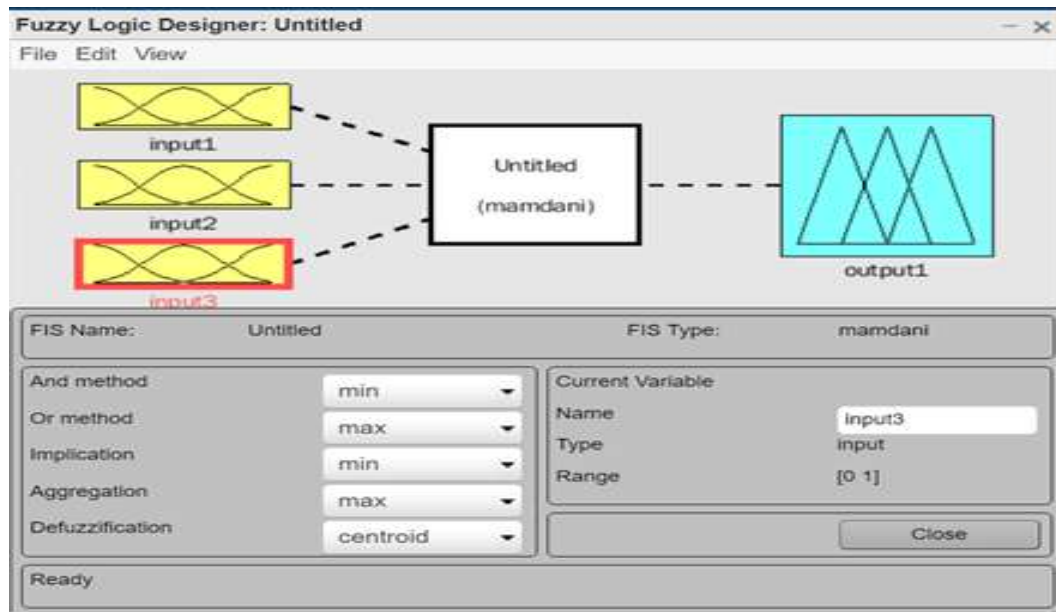 Fuzzy Logic Designer: Untitled
File Edit View
input1
input2
input3
Untitled
(mamdani)
output1
FIS Name: Untitled
FIS Type: mamdani
And method min
Or method max
Implication min
Aggregation max
Defuzzification centroid
Current Variable
Name input3
Type input
Range [0 1]
Close
Ready